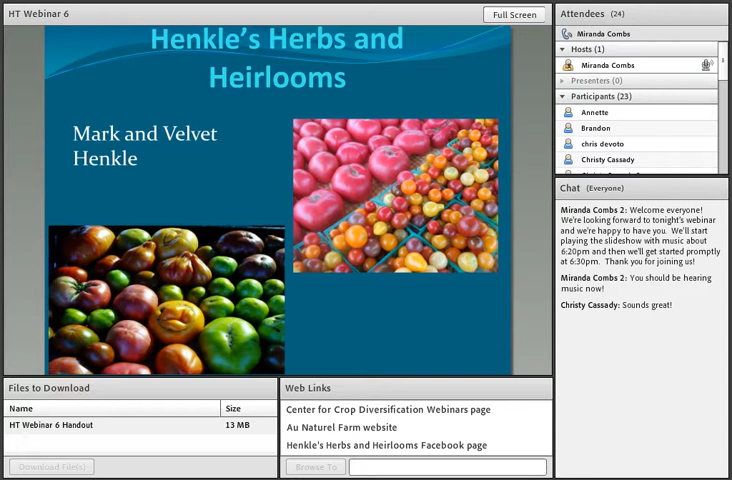 HT Webinar 6
Full Screen
Henkle's Herbs and
Heirlooms
Mark and Velvet
Henkle
Attendees (24)
Miranda Combs
Hosts (1)
Miranda Combs
Presenters (0)
Participants (23)
Annette
Brandon
chris devoto
Christy Cassady
Chat (Everyone)
Miranda Combs 2: Welcome everyone!
We're looking forward to tonight's webinar
and we're happy to have you. We'll start
playing the slideshow with music about
6:20pm and then we'll get started promptly
at 6:30pm. Thank you for joining us!
Miranda Combs 2: You should be hearing
music now!
Christy Cassady: Sounds great!
Files to Download
Name Size
HT Webinar 6 Handout 13 MB
Download File(s)
Web Links
Center for Crop Diversification Webinars page
Au Naturel Farm website
Henkle's Herbs and Heirlooms Facebook page
Browse To